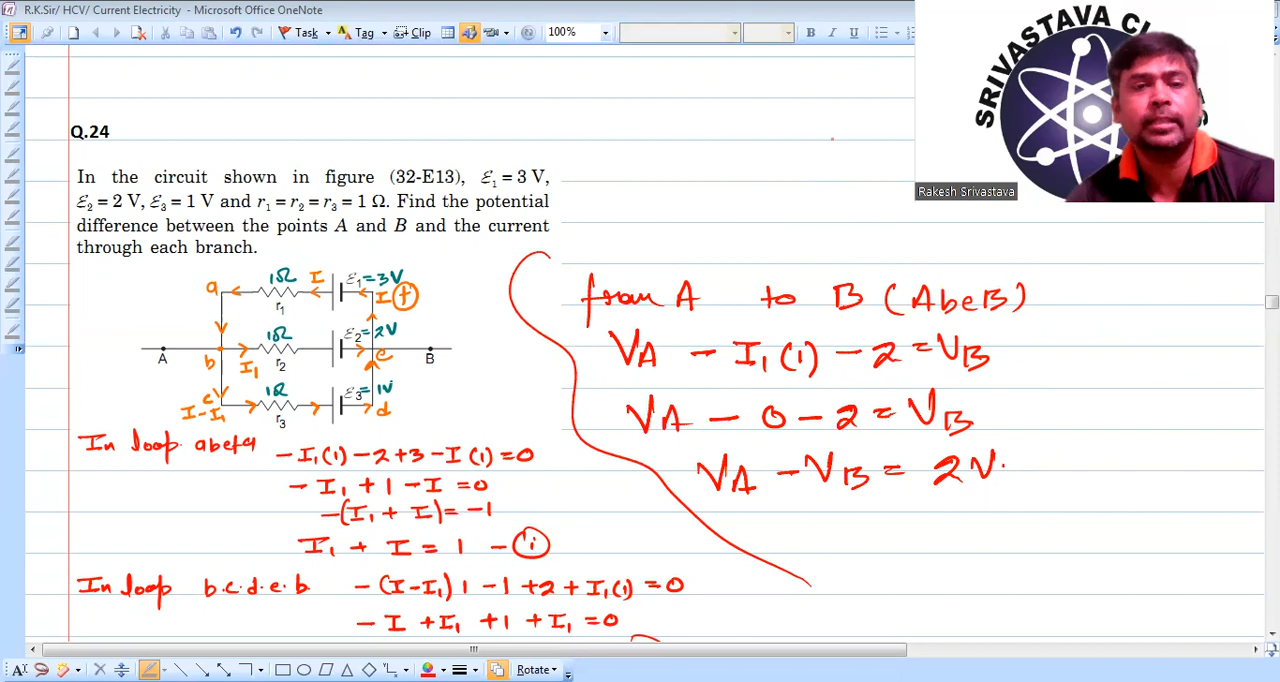 R.K.Sir/ HCV/ Current Electricity - Microsoft Office OneNote
Task
Tag
Clip
100%
B I U
SRIVASTAVA CL
Rakesh Srivastava
Q.24
In the circuit shown in figure (32-E13), ℰ₁ = 3 V,
ℰ₂ = 2 V, ℰ₃ = 1 V and r₁ = r₂ = r₃ = 1 Ω. Find the potential
difference between the points A and B and the current
through each branch.
a 1Ω I ℰ₁=3V
r₁ I +
1Ω ℰ₂=2V
A b I₁ r₂ e B
c 1Ω ℰ₃=1V
I-I₁ r₃ d
In loop abefa
-I₁(1) -2+3 -I(1)=0
-I₁ +1 -I =0
-(I₁ + I)= -1
I₁ + I = 1 - (i)
In loop b.c.d.e.b -(I-I₁)1 -1 +2 + I₁(1) =0
-I +I₁ +1 +I₁ =0
from A to B (AbeB)
VA - I₁(1) -2 =VB
VA - 0 -2 = VB
VA -VB = 2V.
Rotate